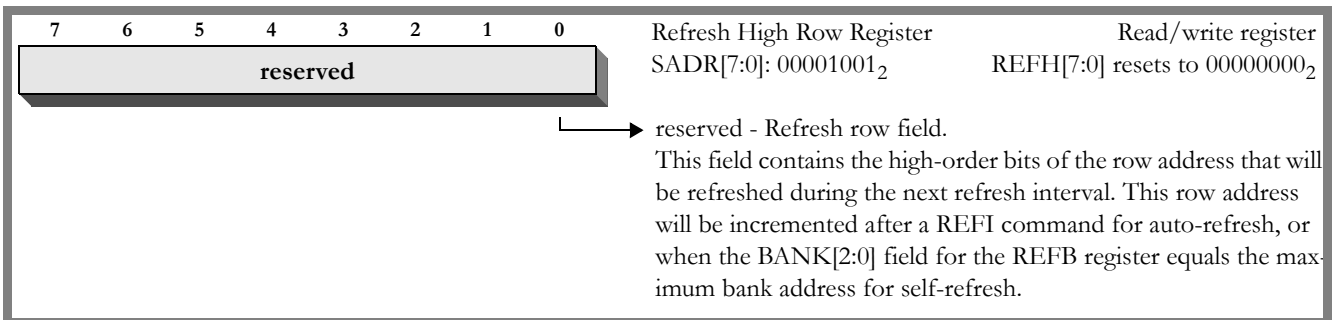 7 6 5 4 3 2 1 0
reserved
Refresh High Row Register Read/write register
SADR[7:0]: 00001001₂ REFH[7:0] resets to 00000000₂
reserved - Refresh row field.
This field contains the high-order bits of the row address that will
be refreshed during the next refresh interval. This row address
will be incremented after a REFI command for auto-refresh, or
when the BANK[2:0] field for the REFB register equals the max-
imum bank address for self-refresh.